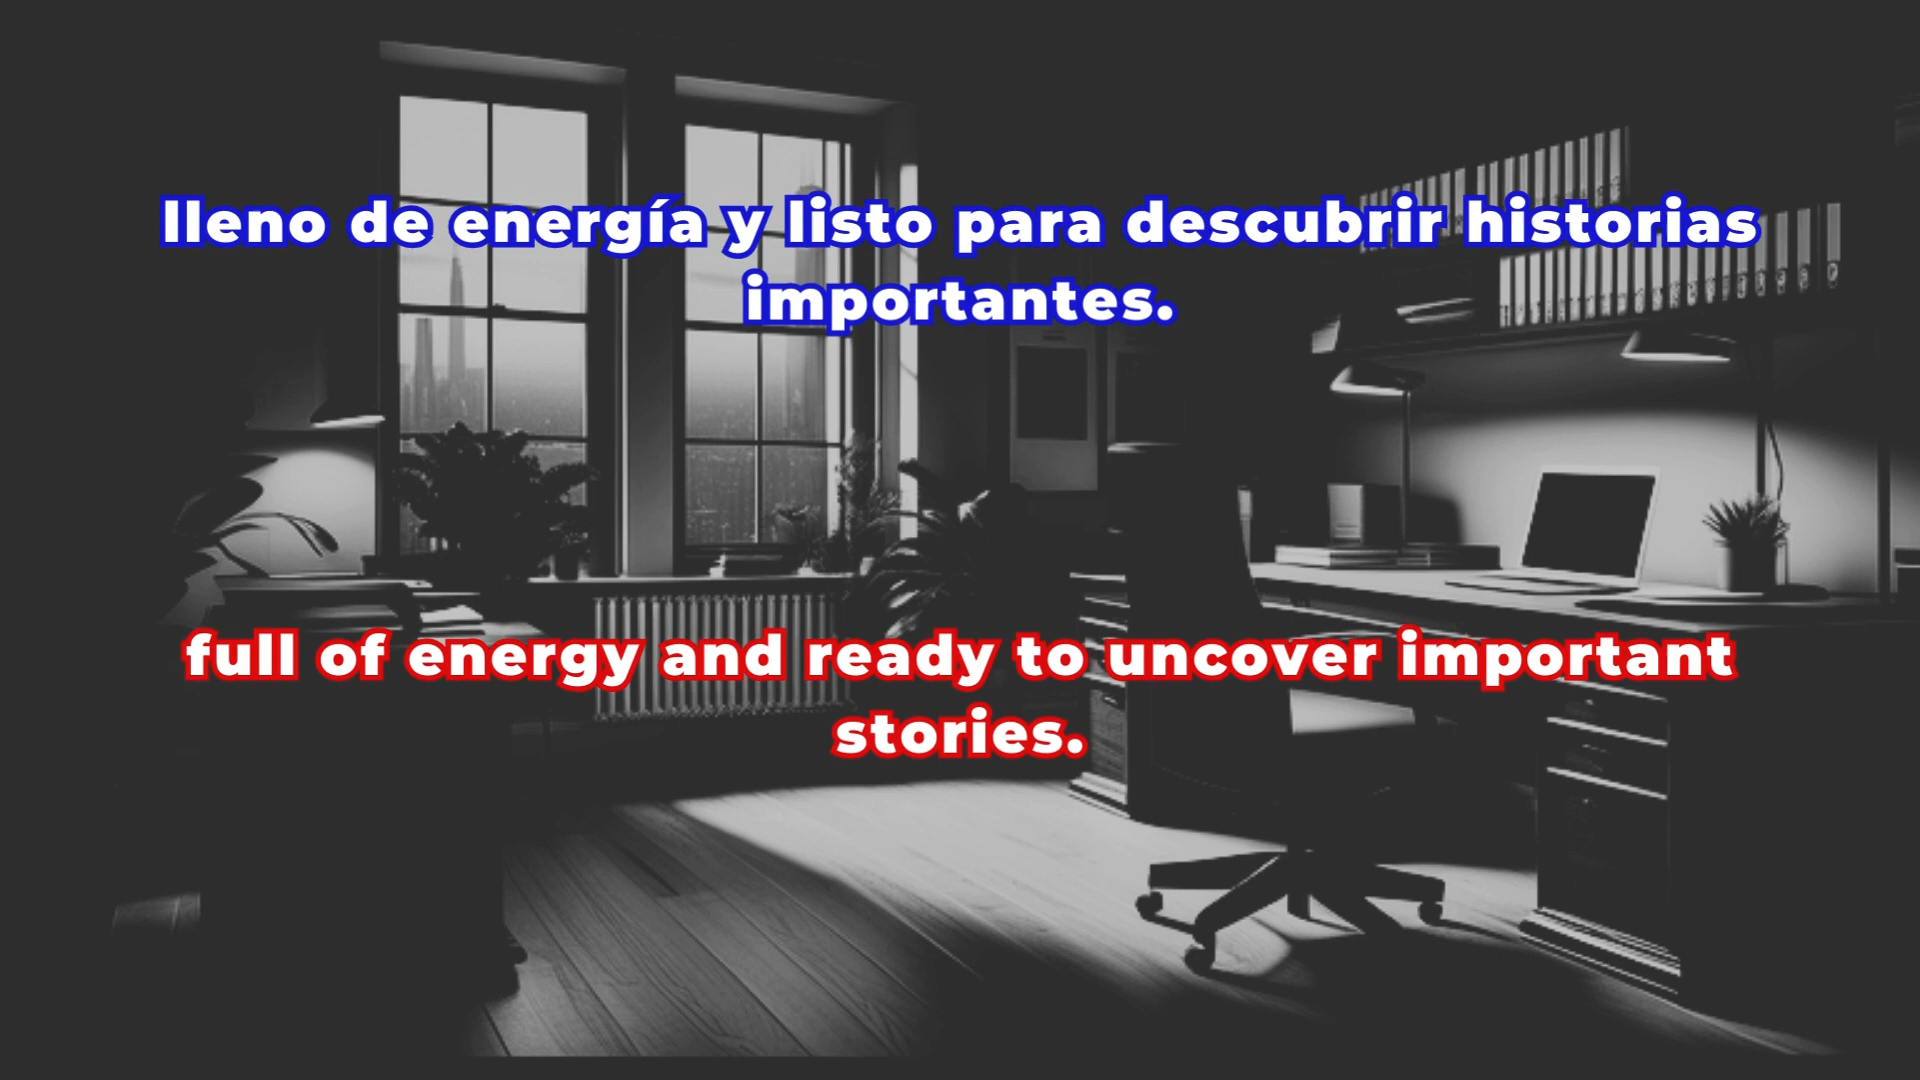 lleno de energía y listo para descubrir historias
importantes.
full of energy and ready to uncover important
stories.